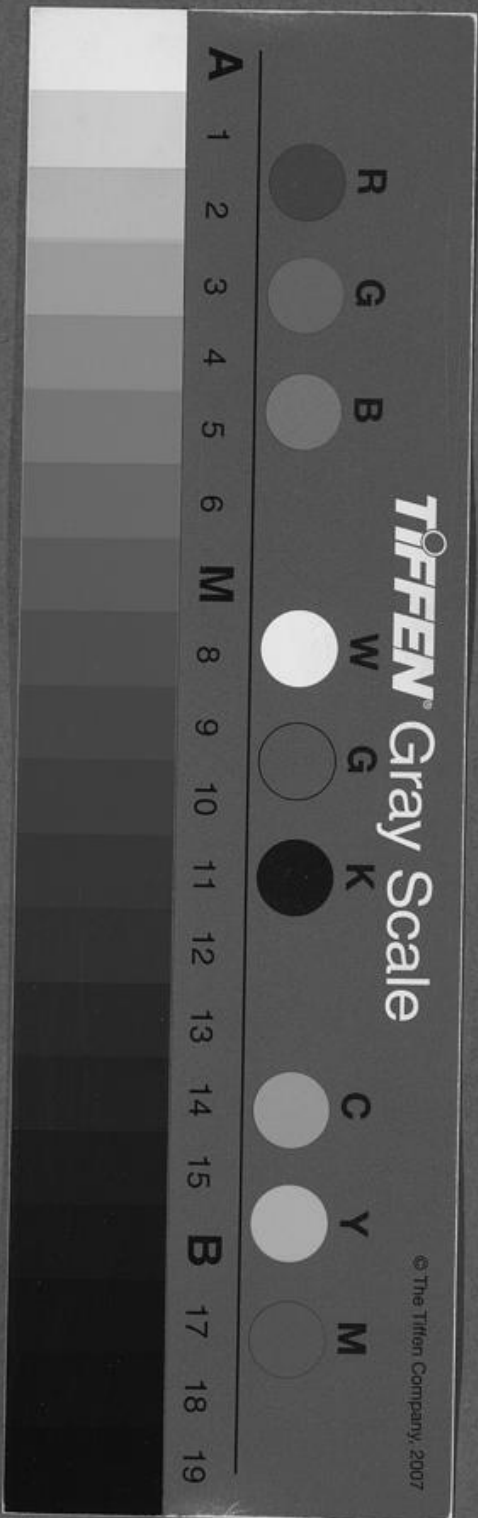 TIFFEN® Gray Scale
© The Tiffen Company, 2007
R G B W G K C Y M
A 1 2 3 4 5 6 M 8 9 10 11 12 13 14 15 B 17 18 19